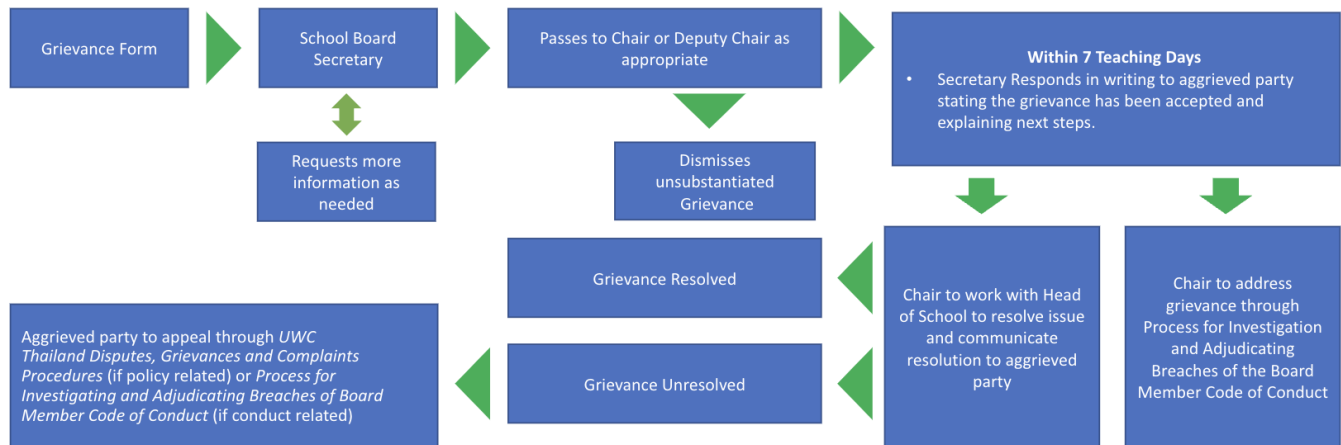 Grievance Form
School Board
Secretary
Passes to Chair or Deputy Chair as
appropriate
Within 7 Teaching Days
• Secretary Responds in writing to aggrieved party
stating the grievance has been accepted and
explaining next steps.
Requests more
information as
needed
Dismisses
unsubstantiated
Grievance
Chair to work with Head
of School to resolve issue
and communicate
resolution to aggrieved
party
Chair to address
grievance through
Process for Investigation
and Adjudicating
Breaches of the Board
Member Code of Conduct
Grievance Resolved
Grievance Unresolved
Aggrieved party to appeal through UWC
Thailand Disputes, Grievances and Complaints
Procedures (if policy related) or Process for
Investigating and Adjudicating Breaches of Board
Member Code of Conduct (if conduct related)